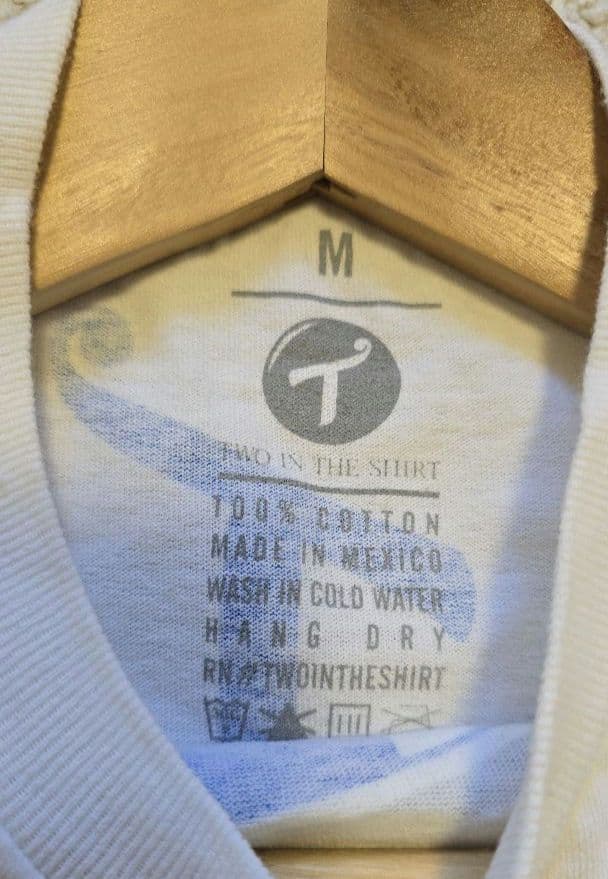 M
T
TWO IN THE SHIRT
100% COTTON
MADE IN MEXICO
WASH IN COLD WATER
HANG DRY
RN#TWOINTHESHIRT